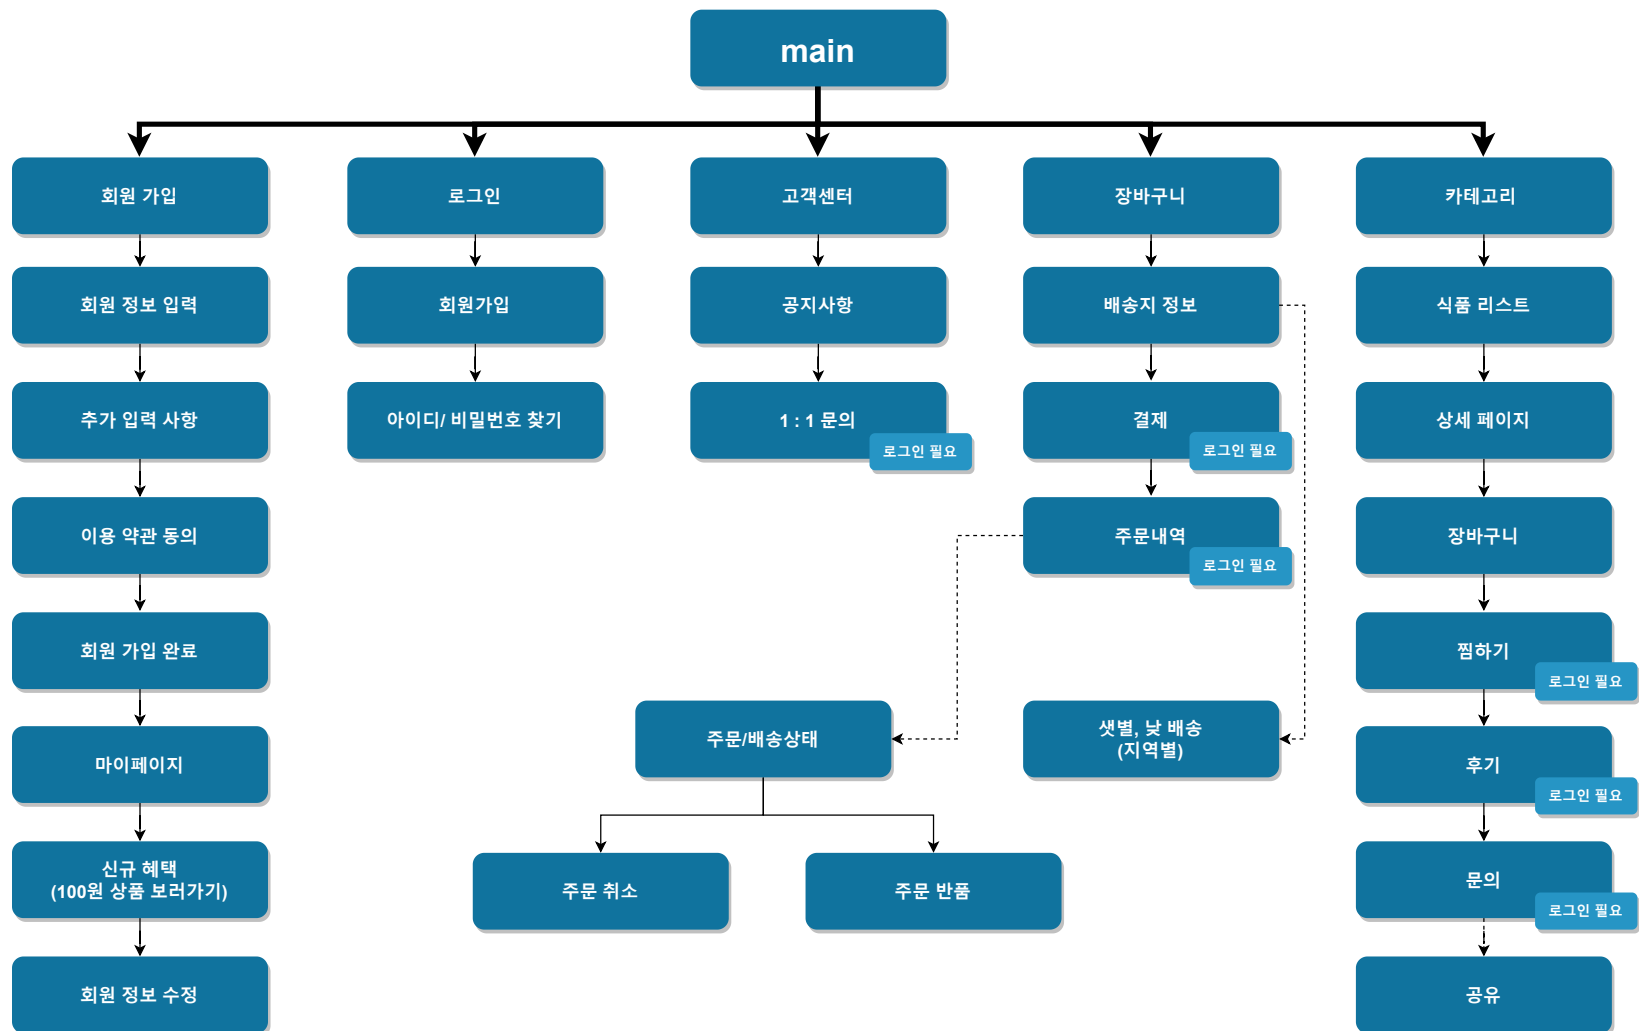 main
회원 가입
로그인
고객센터
장바구니
카테고리
회원 정보 입력
회원가입
공지사항
배송지 정보
식품 리스트
추가 입력 사항
아이디/ 비밀번호 찾기
1 : 1 문의
로그인 필요
결제
로그인 필요
상세 페이지
이용 약관 동의
주문내역
로그인 필요
장바구니
회원 가입 완료
찜하기
로그인 필요
마이페이지
주문/배송상태
샛별, 낮 배송
(지역별)
후기
로그인 필요
신규 혜택
(100원 상품 보러가기)
주문 취소
주문 반품
문의
로그인 필요
회원 정보 수정
공유